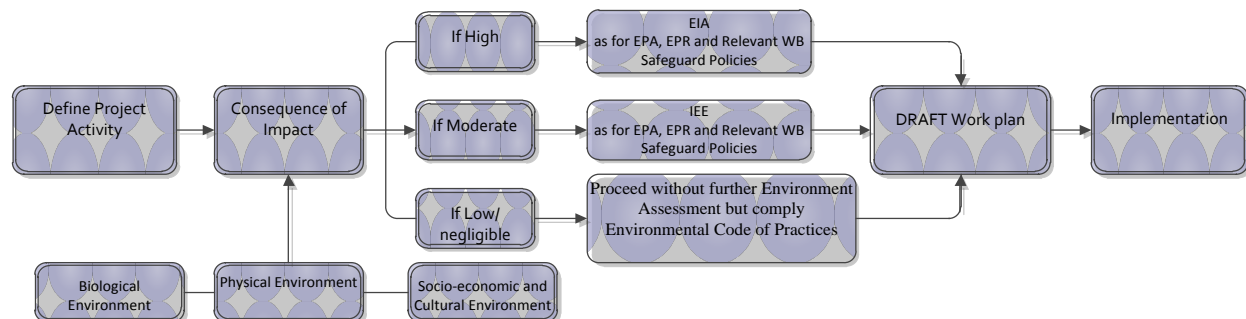 Define Project
Activity
Consequence of
Impact
If High
EIA
as for EPA, EPR and Relevant WB
Safeguard Policies
If Moderate
IEE
as for EPA, EPR and Relevant WB
Safeguard Policies
If Low/
negligible
Proceed without further Environment
Assessment but comply
Environmental Code of Practices
DRAFT Work plan
Implementation
Biological
Environment
Physical Environment
Socio-economic and
Cultural Environment